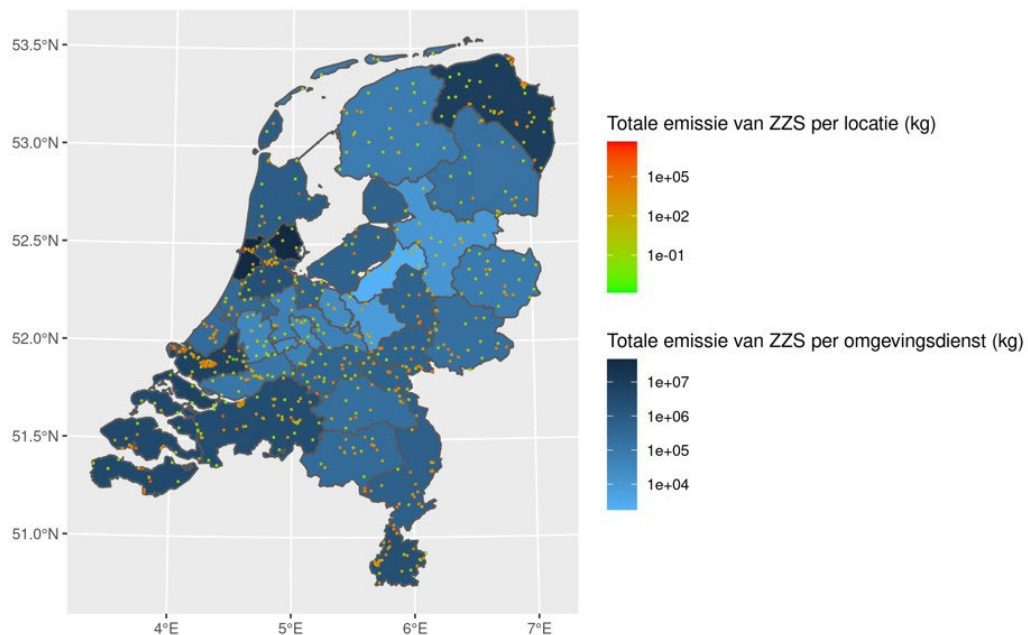 53.5°N
53.0°N
52.5°N
52.0°N
51.5°N
51.0°N
4°E 5°E 6°E 7°E
Totale emissie van ZZS per locatie (kg)
1e+05
1e+02
1e-01
Totale emissie van ZZS per omgevingsdienst (kg)
1e+07
1e+06
1e+05
1e+04